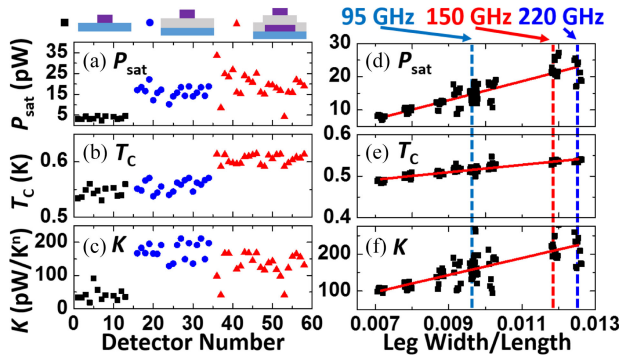 95 GHz 150 GHz 220 GHz
(a) Psat
Psat (pW)
35
25
15
5
(b) TC
TC (K)
0.6
0.5
(c) K
K (pW/Kⁿ)
200
100
0
0 10 20 30 40 50 60
Detector Number
(d) Psat
30
20
10
(e) TC
0.6
0.5
0.4
(f) K
200
100
0.007 0.009 0.011 0.013
Leg Width/Length